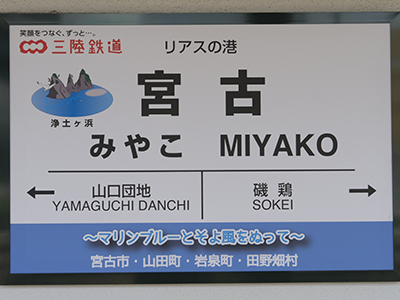 笑顔をつなぐ、ずっと…。
三陸鉄道
リアスの港
宮古
浄土ヶ浜
みやこ MIYAKO
山口団地
YAMAGUCHI DANCHI
磯鶏
SOKEI
～マリンブルーとそよ風をぬって～
宮古市・山田町・岩泉町・田野畑村